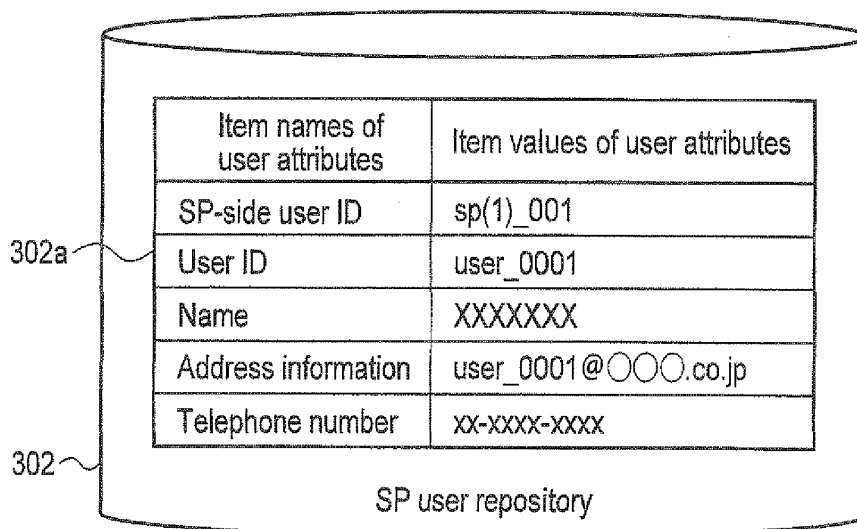 Item names of
user attributes
Item values of user attributes
SP-side user ID
sp(1)_001
302a
User ID
user_0001
Name
XXXXXXX
Address information
user_0001@○○○.co.jp
Telephone number
xx-xxxx-xxxx
302
SP user repository